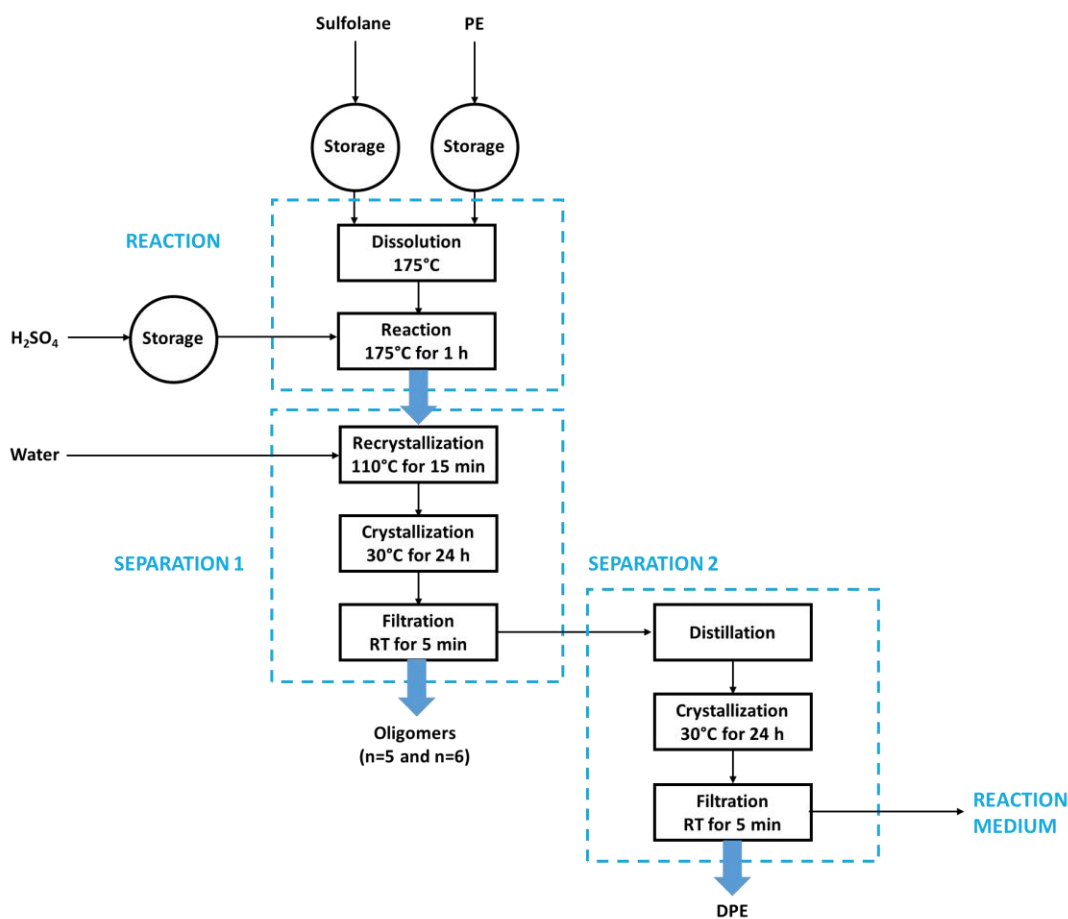 Sulfolane
PE
Storage
Storage
REACTION
Dissolution
175°C
H₂SO₄
Storage
Reaction
175°C for 1 h
Water
Recrystallization
110°C for 15 min
Crystallization
30°C for 24 h
SEPARATION 1
SEPARATION 2
Filtration
RT for 5 min
Distillation
Oligomers
(n=5 and n=6)
Crystallization
30°C for 24 h
Filtration
RT for 5 min
REACTION
MEDIUM
DPE